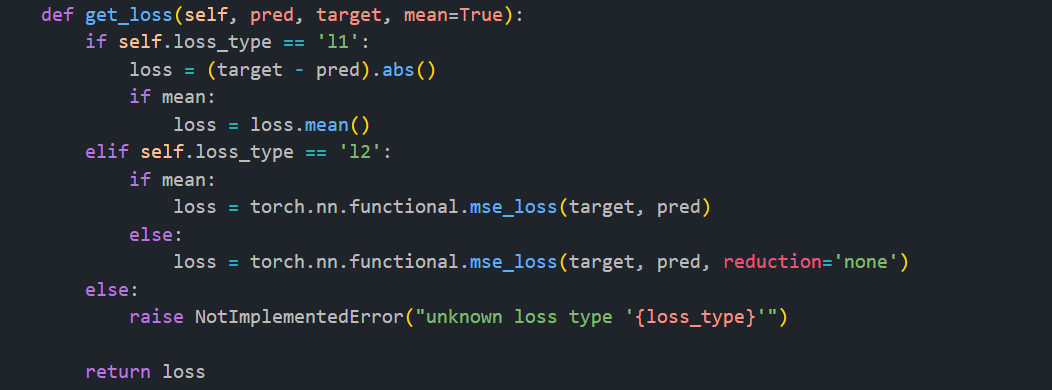 def get_loss(self, pred, target, mean=True):
    if self.loss_type == 'l1':
        loss = (target - pred).abs()
        if mean:
            loss = loss.mean()
    elif self.loss_type == 'l2':
        if mean:
            loss = torch.nn.functional.mse_loss(target, pred)
        else:
            loss = torch.nn.functional.mse_loss(target, pred, reduction='none')
    else:
        raise NotImplementedError("unknown loss type '{loss_type}'")

    return loss